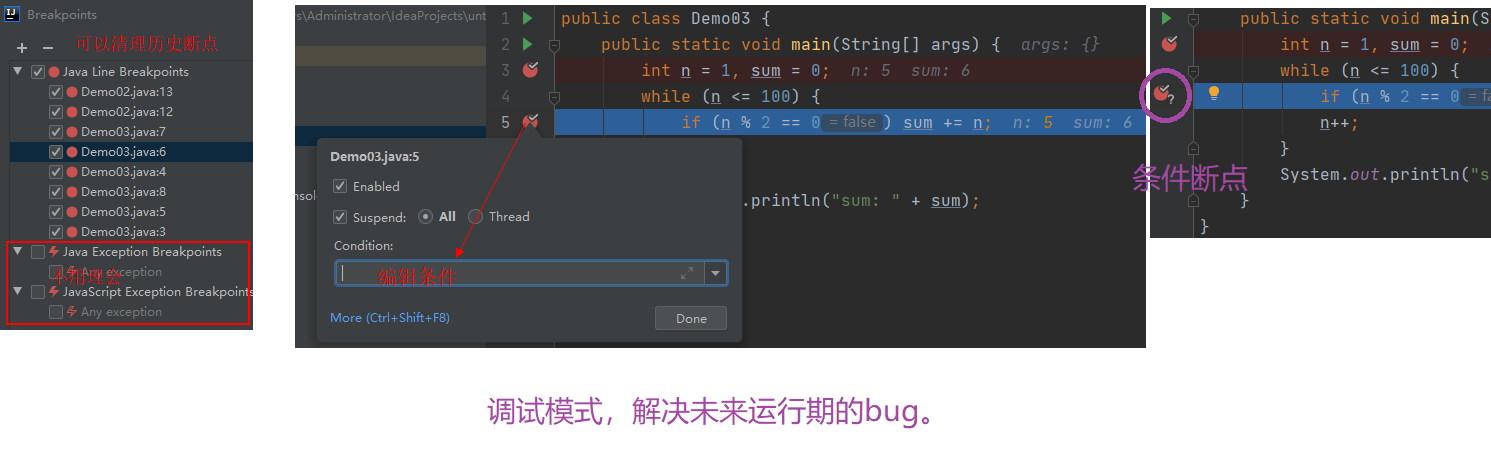 Breakpoints
可以清理历史断点
Java Line Breakpoints
Demo02.java:13
Demo02.java:12
Demo03.java:7
Demo03.java:6
Demo03.java:4
Demo03.java:8
Demo03.java:5
Demo03.java:3
Java Exception Breakpoints
Any exception
不用理会
JavaScript Exception Breakpoints
Any exception
s\Administrator\IdeaProjects\unt
1 public class Demo03 {
2 public static void main(String[] args) { args: {}
3 int n = 1, sum = 0; n: 5 sum: 6
4 while (n <= 100) {
5 if (n % 2 == 0 = false ) sum += n; n: 5 sum: 6
Demo03.java:5
Enabled
Suspend: All Thread
nsol
.println("sum: " + sum);
Condition:
编辑条件
More (Ctrl+Shift+F8)
Done
public static void main(S
int n = 1, sum = 0;
while (n <= 100) {
if (n % 2 == 0 = fa
n++;
}
条件断点
System.out.println("s
}
}
调试模式，解决未来运行期的bug。